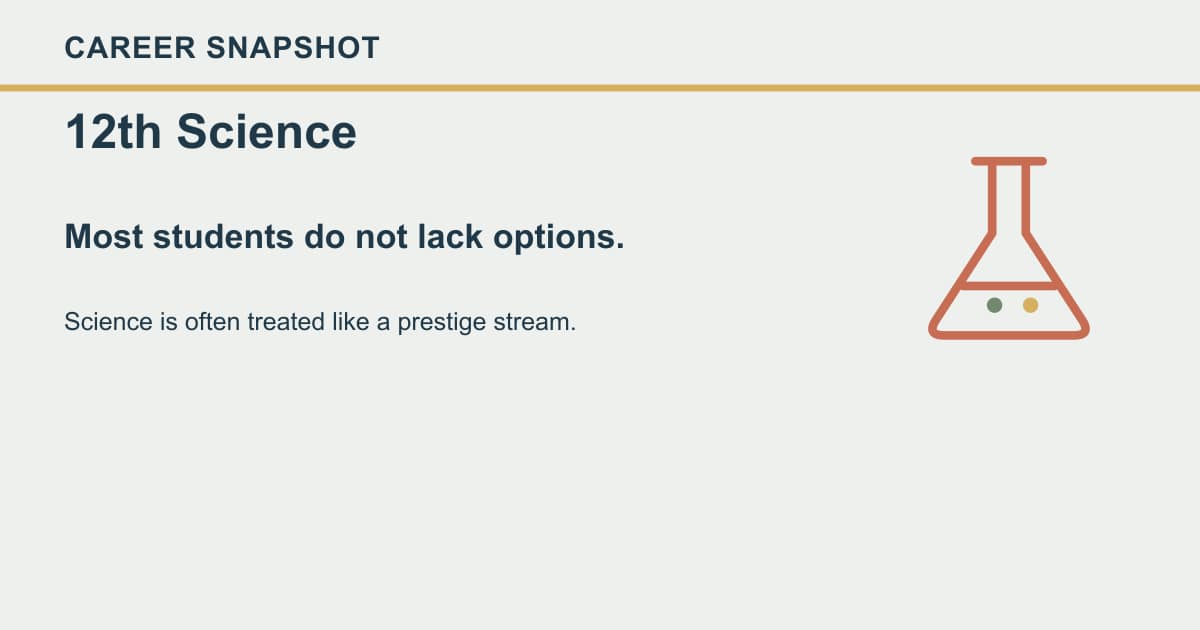 CAREER SNAPSHOT
12th Science
Most students do not lack options.
Science is often treated like a prestige stream.